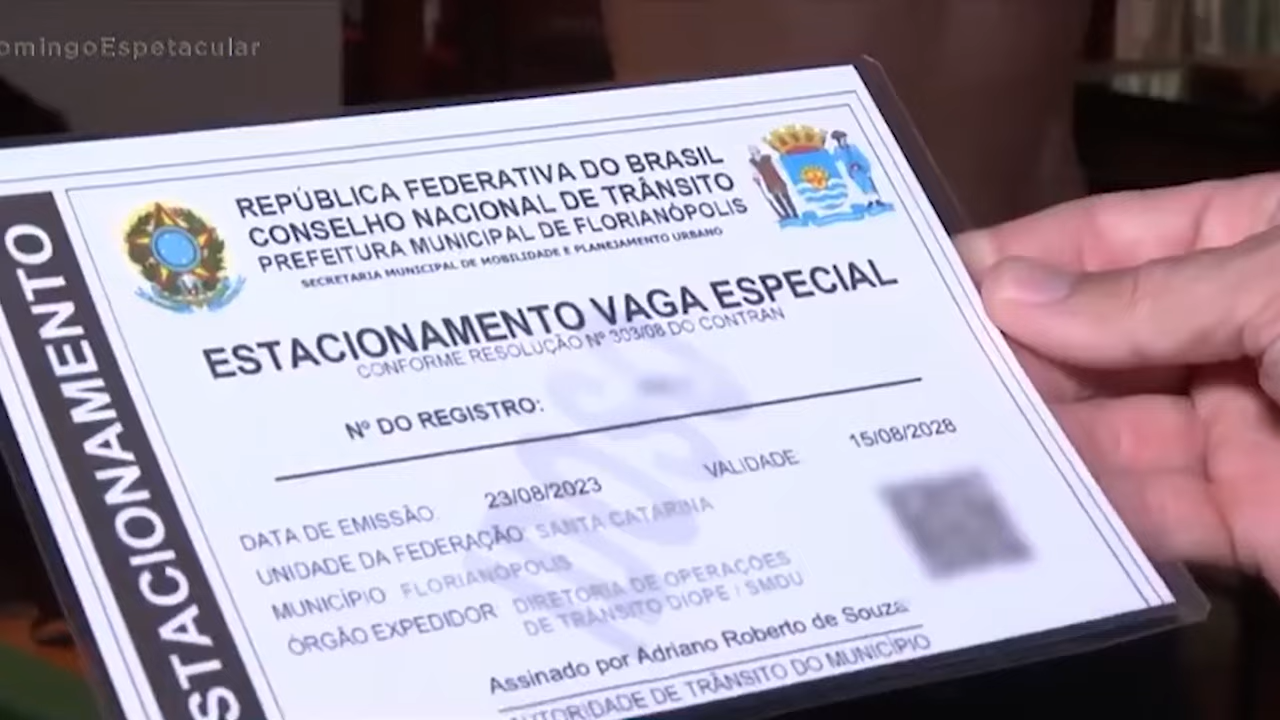 omingoEspetacular
ESTACIONAMENTO
REPÚBLICA FEDERATIVA DO BRASIL
CONSELHO NACIONAL DE TRÂNSITO
PREFEITURA MUNICIPAL DE FLORIANÓPOLIS
SECRETARIA MUNICIPAL DE MOBILIDADE E PLANEJAMENTO URBANO
ESTACIONAMENTO VAGA ESPECIAL
CONFORME RESOLUÇÃO Nº 303/08 DO CONTRAN
Nº DO REGISTRO:
DATA DE EMISSÃO 23/08/2023 VALIDADE 15/08/2028
UNIDADE DA FEDERAÇÃO: SANTA CATARINA
MUNICÍPIO FLORIANÓPOLIS
ÓRGÃO EXPEDIDOR DIRETORIA DE OPERAÇÕES
DE TRÂNSITO DIOPE / SMDU
Assinado por Adriano Roberto de Souza
AUTORIDADE DE TRÂNSITO DO MUNICÍPIO